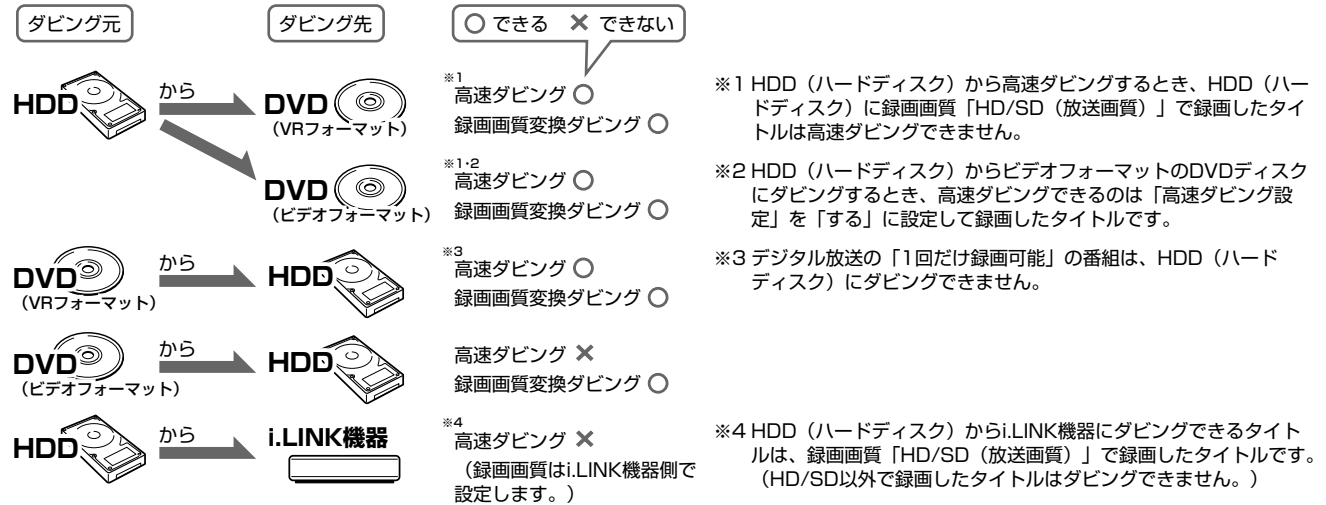 ダビング元
ダビング先
○ できる × できない
HDD
から
DVD
（VRフォーマット）
※1
高速ダビング ○
録画画質変換ダビング ○
DVD
（ビデオフォーマット）
※1・2
高速ダビング ○
録画画質変換ダビング ○
DVD
（VRフォーマット）
から
HDD
※3
高速ダビング ○
録画画質変換ダビング ○
DVD
（ビデオフォーマット）
から
HDD
高速ダビング ×
録画画質変換ダビング ○
HDD
から
i.LINK機器
※4
高速ダビング ×
（録画画質はi.LINK機器側で
設定します。）
※1 HDD（ハードディスク）から高速ダビングするとき、HDD（ハー
ドディスク）に録画画質「HD/SD（放送画質）」で録画したタイ
トルは高速ダビングできません。
※2 HDD（ハードディスク）からビデオフォーマットのDVDディスク
にダビングするとき、高速ダビングできるのは「高速ダビング設
定」を「する」に設定して録画したタイトルです。
※3 デジタル放送の「1回だけ録画可能」の番組は、HDD（ハード
ディスク）にダビングできません。
※4 HDD（ハードディスク）からi.LINK機器にダビングできるタイト
ルは、録画画質「HD/SD（放送画質）」で録画したタイトルです。
（HD/SD以外で録画したタイトルはダビングできません。）